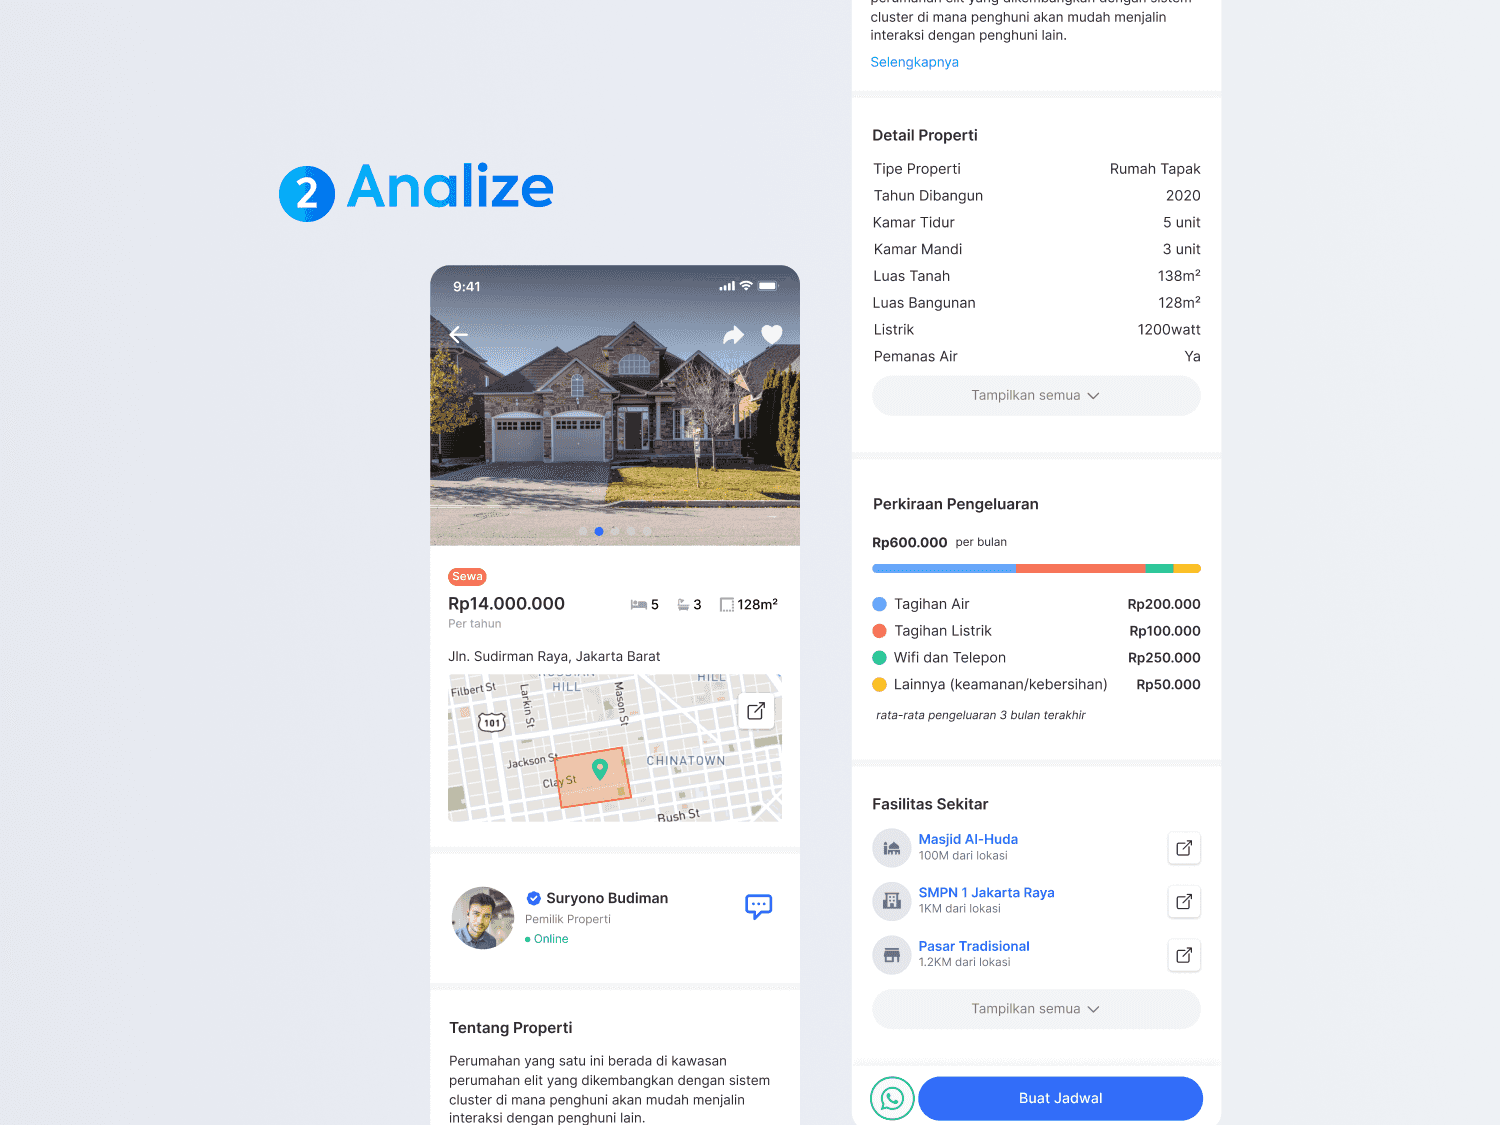 2 Analize
9:41
Sewa
Rp14.000.000
5
3
128m²
Per tahun
Jln. Sudirman Raya, Jakarta Barat
Filbert St
Larkin St
HILL
Mason St
HILL
101
Jackson St
CHINATOWN
Clay St
Bush St
Suryono Budiman
Pemilik Properti
Online
Tentang Properti
Perumahan yang satu ini berada di kawasan
perumahan elit yang dikembangkan dengan sistem
cluster di mana penghuni akan mudah menjalin
interaksi dengan penghuni lain.
perumahan elit yang dikembangkan dengan sistem
cluster di mana penghuni akan mudah menjalin
interaksi dengan penghuni lain.
Selengkapnya
Detail Properti
Tipe Properti Rumah Tapak
Tahun Dibangun 2020
Kamar Tidur 5 unit
Kamar Mandi 3 unit
Luas Tanah 138m²
Luas Bangunan 128m²
Listrik 1200watt
Pemanas Air Ya
Tampilkan semua
Perkiraan Pengeluaran
Rp600.000 per bulan
Tagihan Air Rp200.000
Tagihan Listrik Rp100.000
Wifi dan Telepon Rp250.000
Lainnya (keamanan/kebersihan) Rp50.000
rata-rata pengeluaran 3 bulan terakhir
Fasilitas Sekitar
Masjid Al-Huda
100M dari lokasi
SMPN 1 Jakarta Raya
1KM dari lokasi
Pasar Tradisional
1.2KM dari lokasi
Tampilkan semua
Buat Jadwal